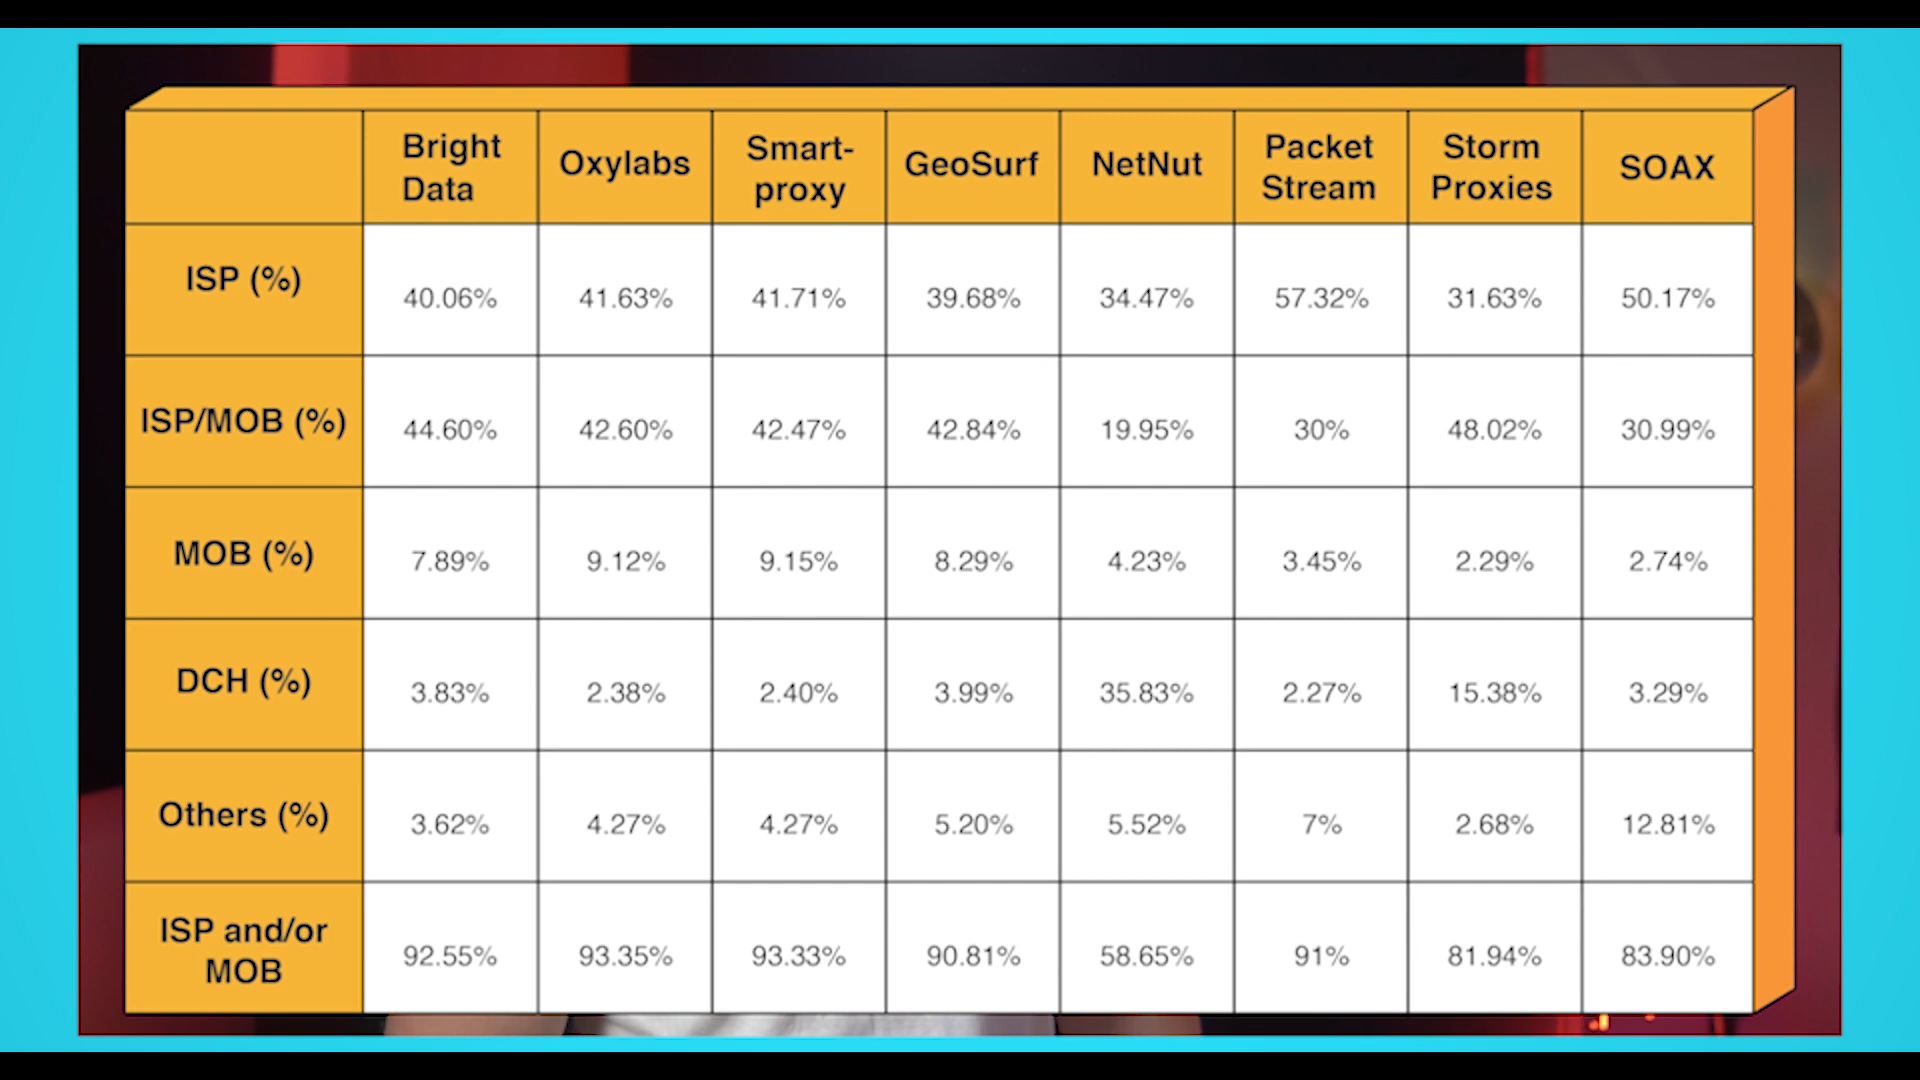 Bright Data Oxylabs Smart-proxy GeoSurf NetNut Packet Stream Storm Proxies SOAX
ISP (%) 40.06% 41.63% 41.71% 39.68% 34.47% 57.32% 31.63% 50.17%
ISP/MOB (%) 44.60% 42.60% 42.47% 42.84% 19.95% 30% 48.02% 30.99%
MOB (%) 7.89% 9.12% 9.15% 8.29% 4.23% 3.45% 2.29% 2.74%
DCH (%) 3.83% 2.38% 2.40% 3.99% 35.83% 2.27% 15.38% 3.29%
Others (%) 3.62% 4.27% 4.27% 5.20% 5.52% 7% 2.68% 12.81%
ISP and/or MOB 92.55% 93.35% 93.33% 90.81% 58.65% 91% 81.94% 83.90%